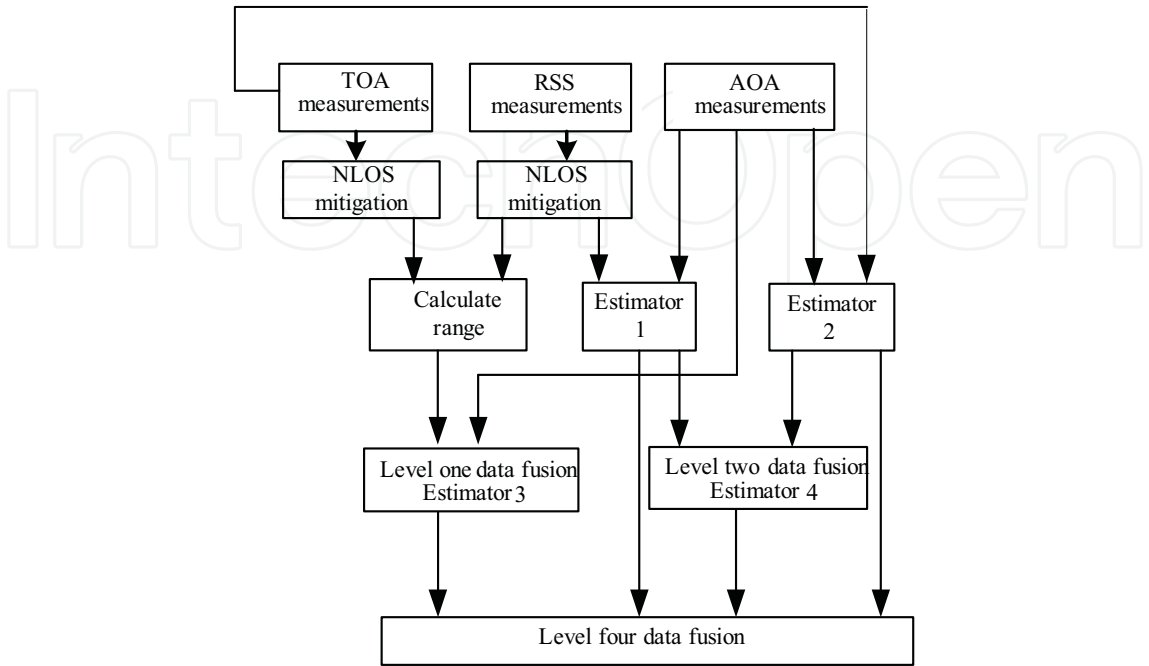 TOA
measurements
RSS
measurements
AOA
measurements
NLOS
mitigation
NLOS
mitigation
Calculate
range
Estimator
1
Estimator
2
Level one data fusion
Estimator 3
Level two data fusion
Estimator 4
Level four data fusion
IntechOpen